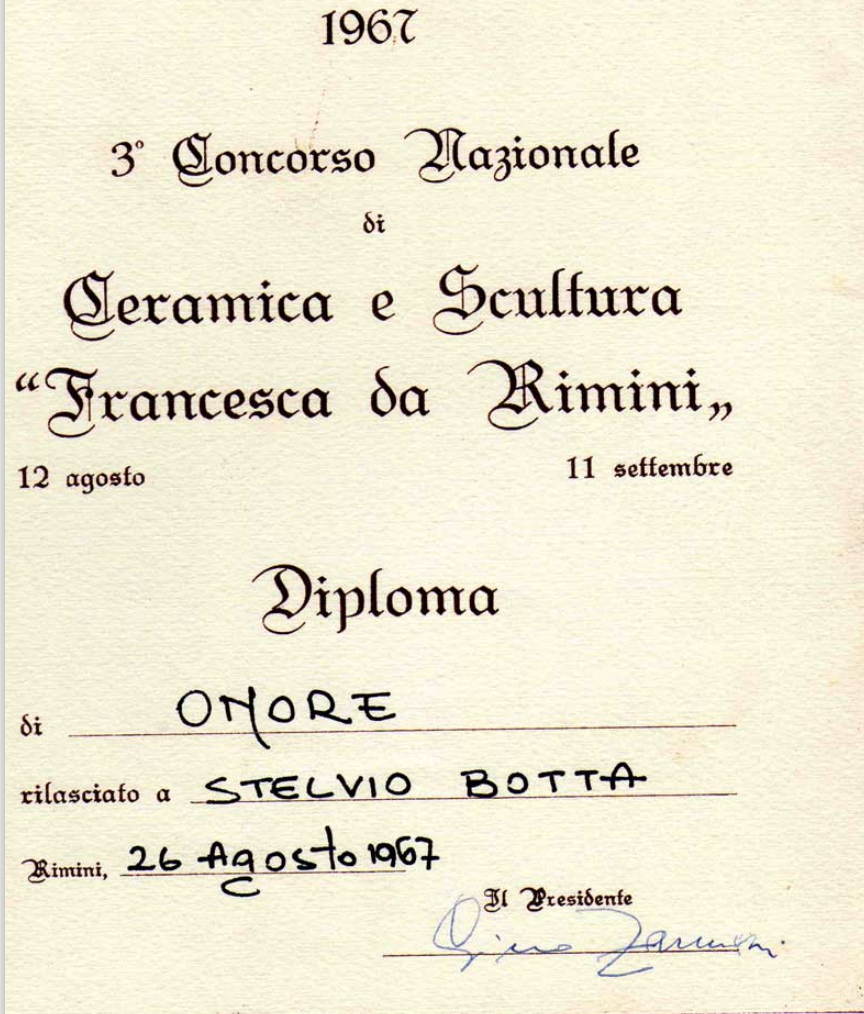 1967
3° Concorso Nazionale
di
Ceramica e Scultura
“Francesca da Rimini„
12 agosto 11 settembre
Diploma
di ONORE
rilasciato a STELVIO BOTTA
Rimini, 26 Agosto 1967
Il Presidente
Gino